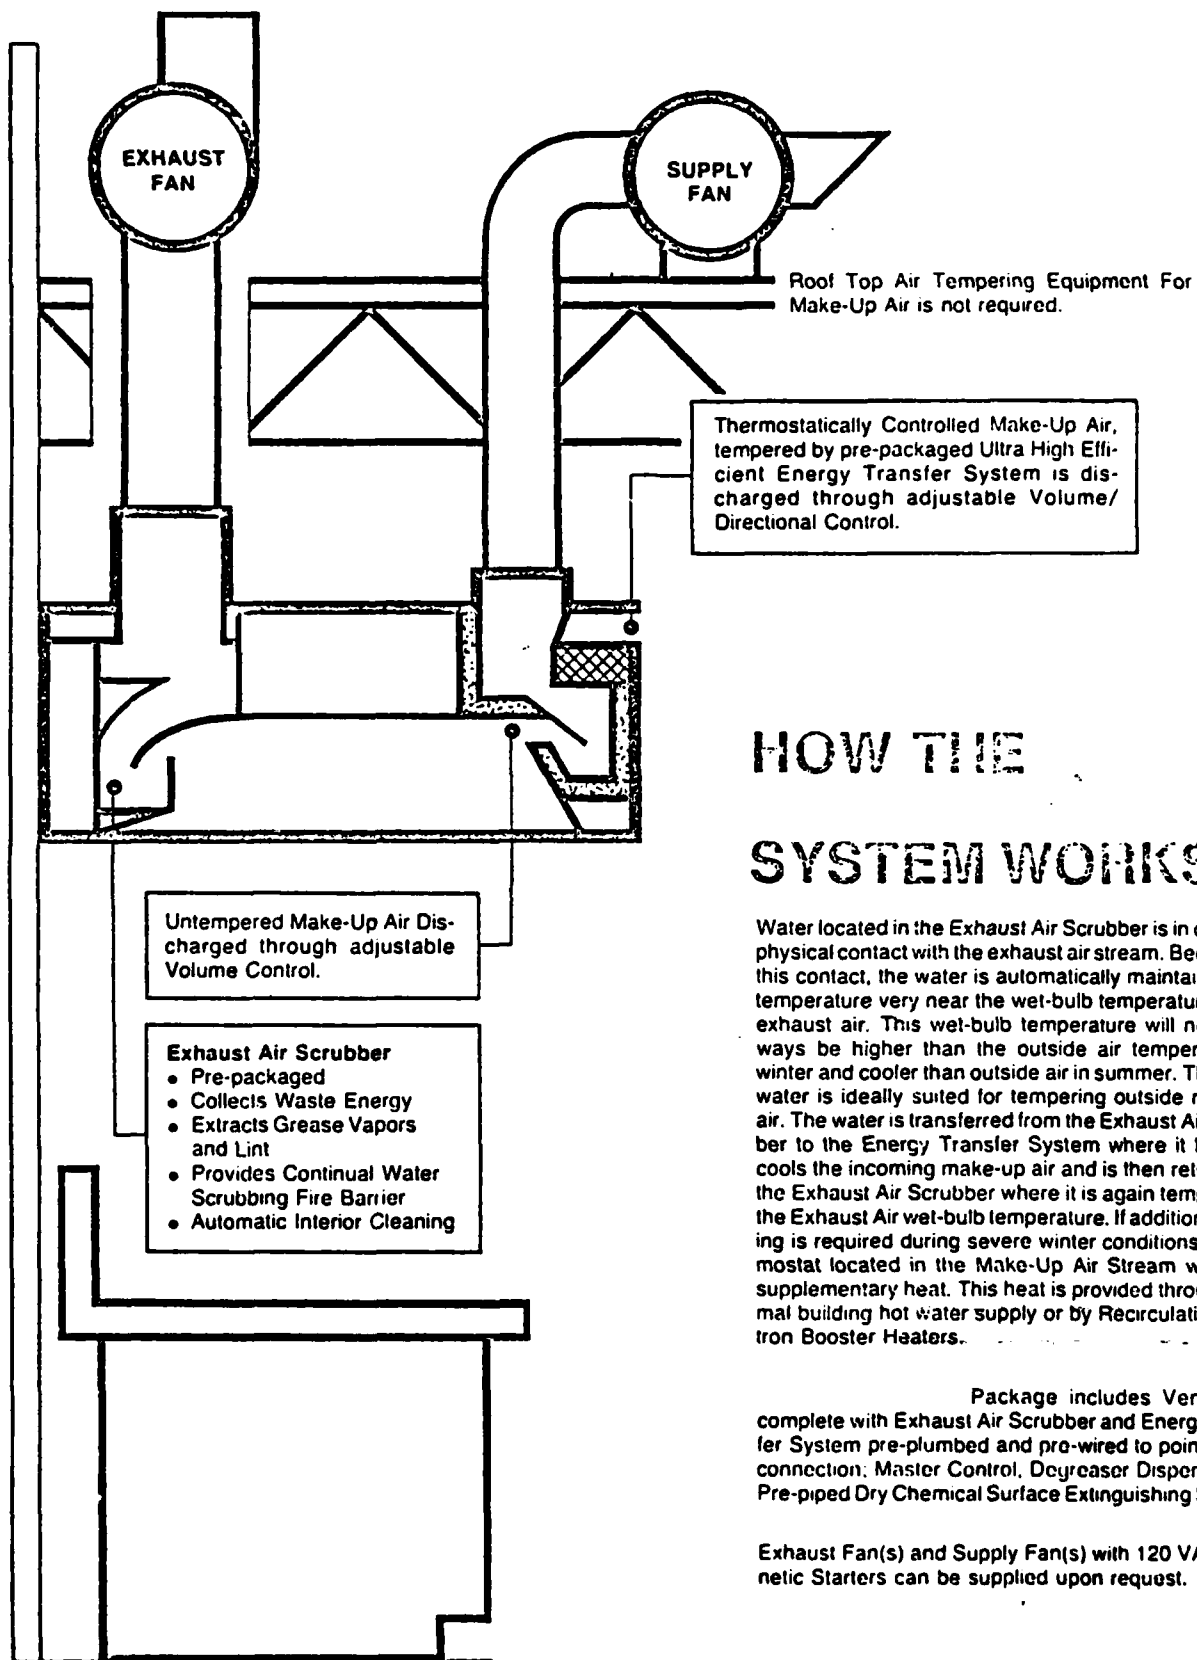 EXHAUST
FAN
SUPPLY
FAN
Roof Top Air Tempering Equipment For
Make-Up Air is not required.
Thermostatically Controlled Make-Up Air,
tempered by pre-packaged Ultra High Effi-
cient Energy Transfer System is dis-
charged through adjustable Volume/
Directional Control.
Untempered Make-Up Air Dis-
charged through adjustable
Volume Control.
Exhaust Air Scrubber
• Pre-packaged
• Collects Waste Energy
• Extracts Grease Vapors
and Lint
• Provides Continual Water
Scrubbing Fire Barrier
• Automatic Interior Cleaning
HOW THE
SYSTEM WORKS
Water located in the Exhaust Air Scrubber is in
physical contact with the exhaust air stream.
this contact, the water is automatically
temperature very near the wet-bulb
exhaust air. This wet-bulb temperature will
ways be higher than the outside air
winter and cooler than outside air in summer.
water is ideally suited for tempering outside
air. The water is transferred from the Exhaust
ber to the Energy Transfer System where it
cools the incoming make-up air and is then
the Exhaust Air Scrubber where it is again
the Exhaust Air wet-bulb temperature. If
ing is required during severe winter conditions
mostat located in the Make-Up Air Stream
supplementary heat. This heat is provided
mal building hot water supply or by
tron Booster Heaters.
Package includes
complete with Exhaust Air Scrubber and
fer System pre-plumbed and pre-wired to
connection; Master Control, Degreaser
Pre-piped Dry Chemical Surface Extinguishing
Exhaust Fan(s) and Supply Fan(s) with 120
netic Starters can be supplied upon request.